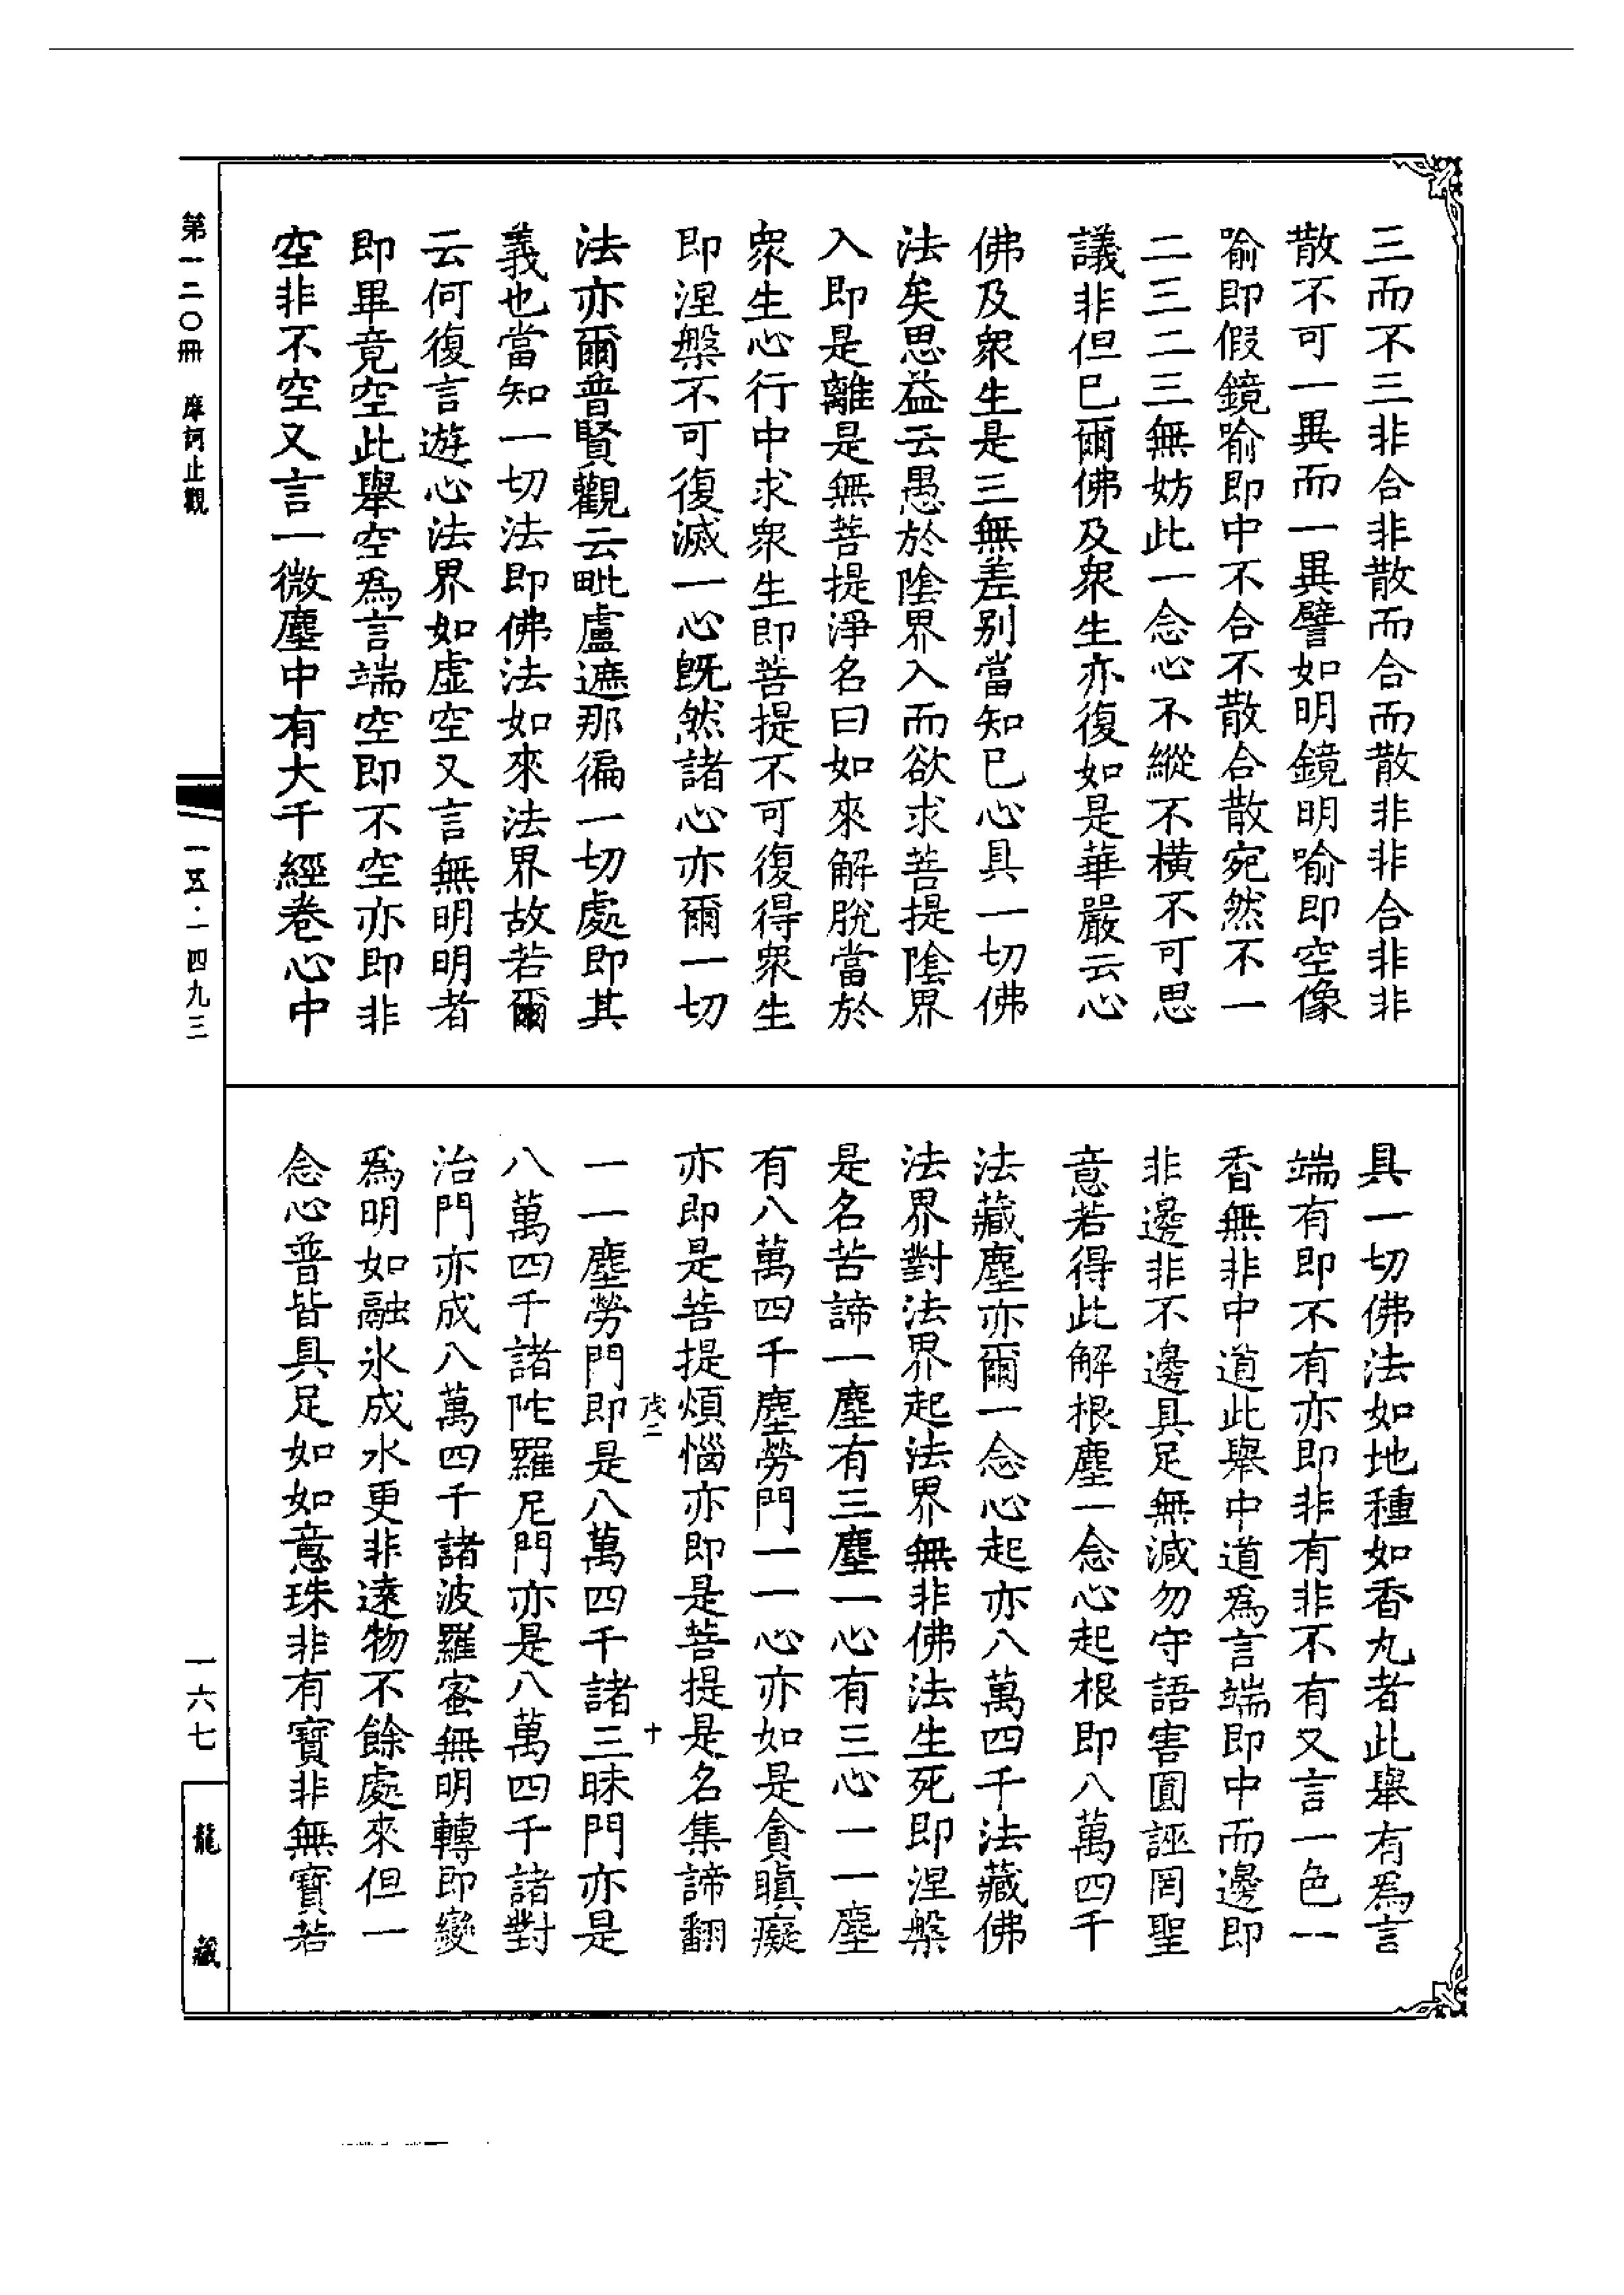 三而不三非合非散而合而散非非合非非
散不可一異而一異譬如明鏡明喻即空像
喻即假鏡喻即中不合不散合散宛然不一
二三二三無妨此一念心不縱不橫不可思
議非但已爾佛及衆生亦復如是華嚴云心
佛及衆生是三無差别當知已心具一切佛
法矣思益云愚於陰界入而欲求菩提陰界
入即是離是無菩提淨名曰如來解脫當於
衆生心行中求衆生即菩提不可復得衆生
即涅槃不可復滅一心旣然諸心亦爾一切
法亦爾普賢觀云毗盧遮那徧一切處即其
義也當知一切法即佛法如來法界故若爾
云何復言遊心法界如虛空又言無明明者
即畢竟空此舉空爲言端空即不空亦即非
空非不空又言一微塵中有大千經卷心中
具一切佛法如地種如香丸者此舉有爲言
端有即不有亦即非有非不有又言一色一
香無非中道此舉中道爲言端即中而邊即
非邊非不邊具足無減勿守語害圓誣罔聖
意若得此解根塵一念心起根即八萬四千
法藏塵亦爾一念心起亦八萬四千法藏佛
法界對法界起法界無非佛法生死即涅槃
是名苦諦一塵有三塵一心有三心一一塵
有八萬四千塵勞門一一心亦如是貪瞋癡
亦即是菩提煩惱亦即是菩提是名集諦翻
茂二 十
一一塵勞門即是八萬四千諸三昧門亦是
八萬四千諸陀羅尼門亦是八萬四千諸對
治門亦成八萬四千諸波羅蜜無明轉即變
爲明如融氷成水更非遠物不餘處來但一
念心普皆具足如如意珠非有寶非無寶若
第一二〇冊 摩訶止觀
一五·一四九三
一六七
龍藏